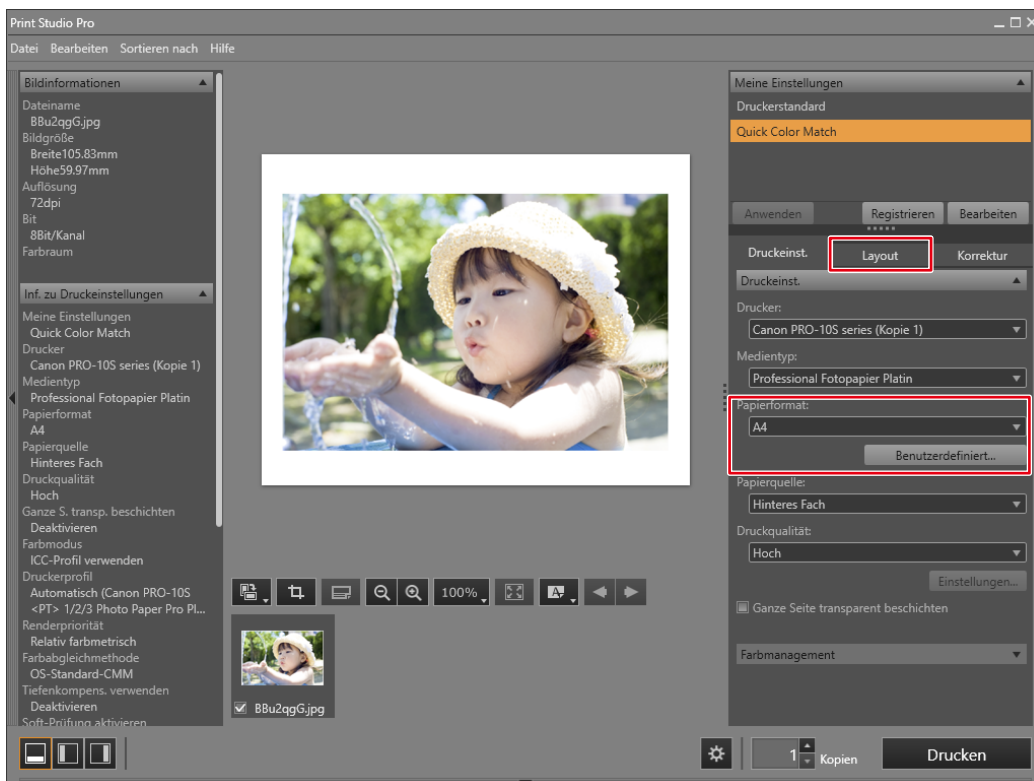 Print Studio Pro
Datei Bearbeiten Sortieren nach Hilfe
Bildinformationen
Dateiname
BBu2qgG.jpg
Bildgröße
Breite105.83mm
Höhe59.97mm
Auflösung
72dpi
Bit
8Bit/Kanal
Farbraum
Inf. zu Druckeinstellungen
Meine Einstellungen
Quick Color Match
Drucker
Canon PRO-10S series (Kopie 1)
Medientyp
Professional Fotopapier Platin
Papierformat
A4
Papierquelle
Hinteres Fach
Druckqualität
Hoch
Ganze S. transp. beschichten
Deaktivieren
Farbmodus
ICC-Profil verwenden
Druckerprofil
Automatisch (Canon PRO-10S
<PT> 1/2/3 Photo Paper Pro Pl...
Renderpriorität
Relativ farbmetrisch
Farbabgleichmethode
OS-Standard-CMM
Tiefenkompens. verwenden
Deaktivieren
Soft-Prüfung aktivieren
100%
A
BBu2qgG.jpg
Meine Einstellungen
Druckerstandard
Quick Color Match
Anwenden Registrieren Bearbeiten
Druckeinst. Layout Korrektur
Druckeinst.
Drucker:
Canon PRO-10S series (Kopie 1)
Medientyp:
Professional Fotopapier Platin
Papierformat:
A4
Benutzerdefiniert...
Papierquelle:
Hinteres Fach
Druckqualität:
Hoch
Einstellungen...
Ganze Seite transparent beschichten
Farbmanagement
1 Kopien Drucken